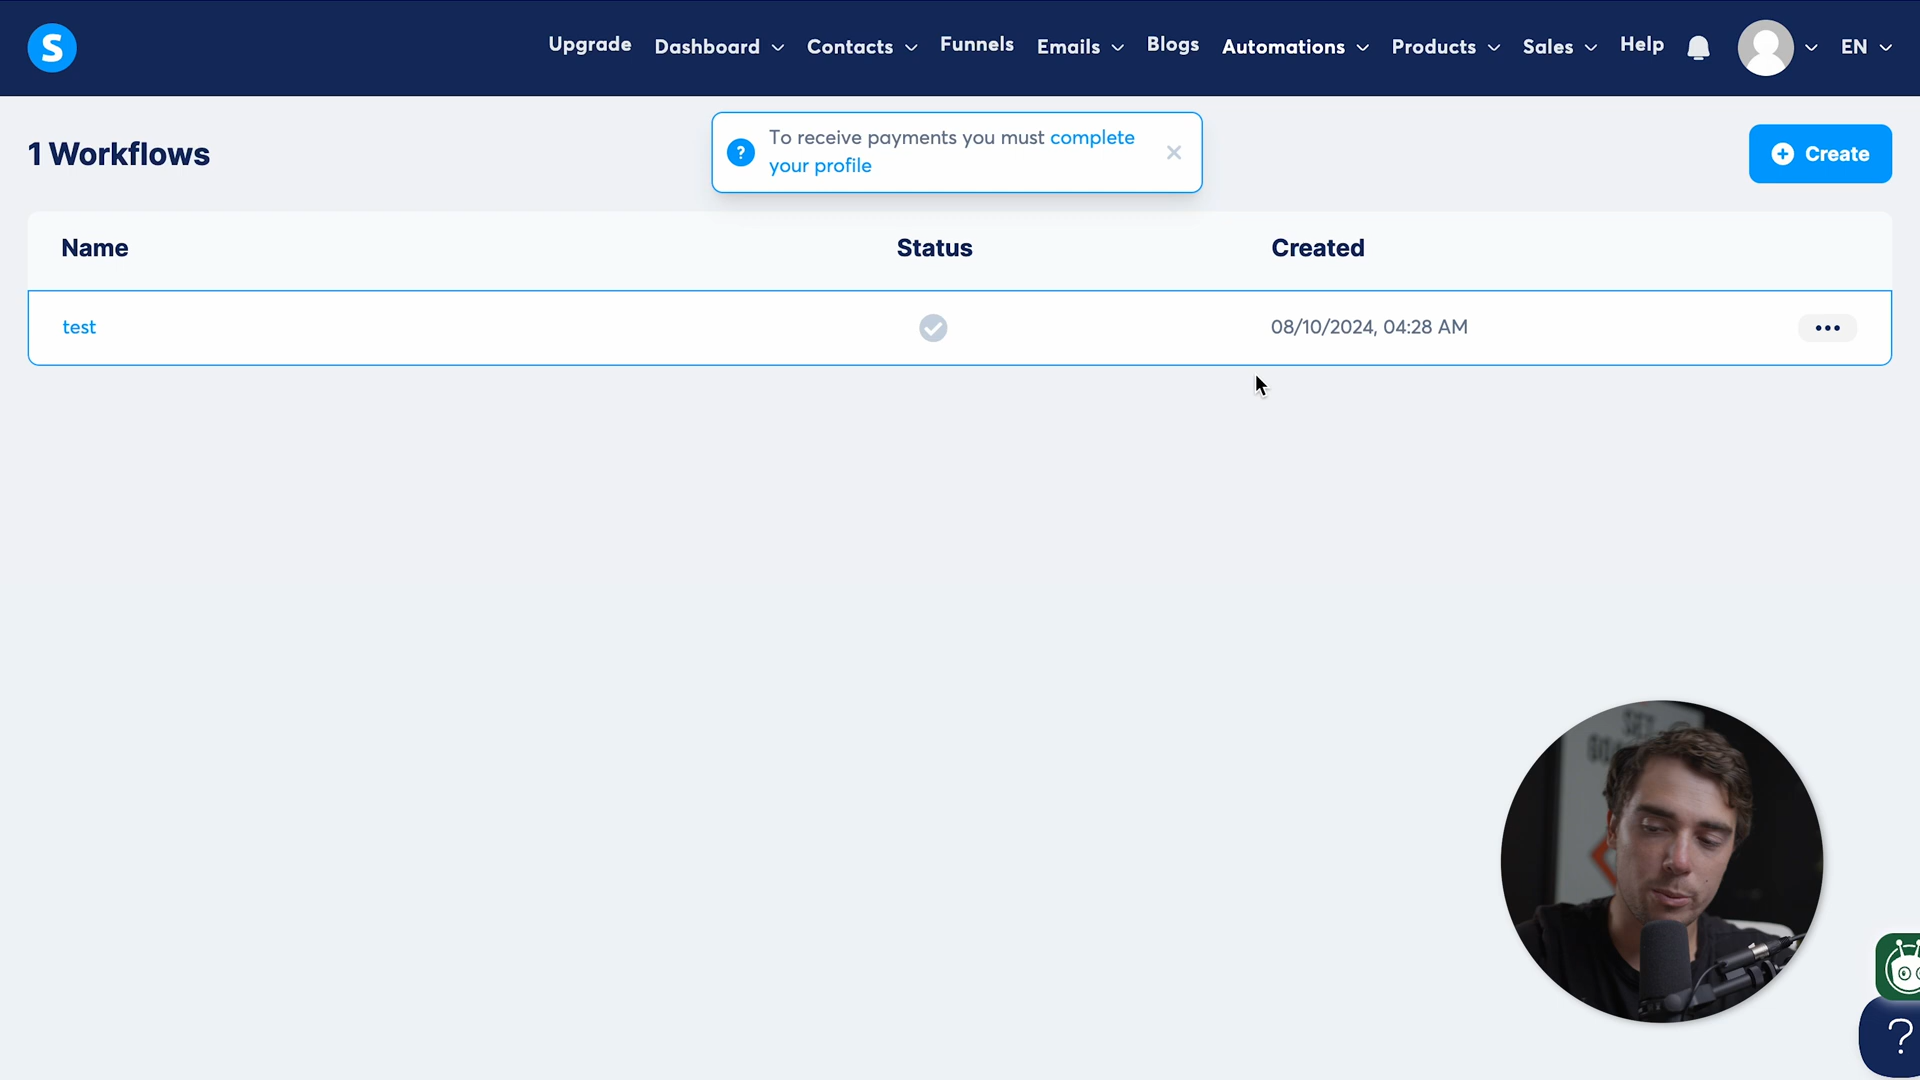 S
Upgrade Dashboard Contacts Funnels Emails Blogs Automations Products Sales Help EN
1 Workflows
? To receive payments you must complete
your profile
Create
Name Status Created
test 08/10/2024, 04:28 AM
SET
?